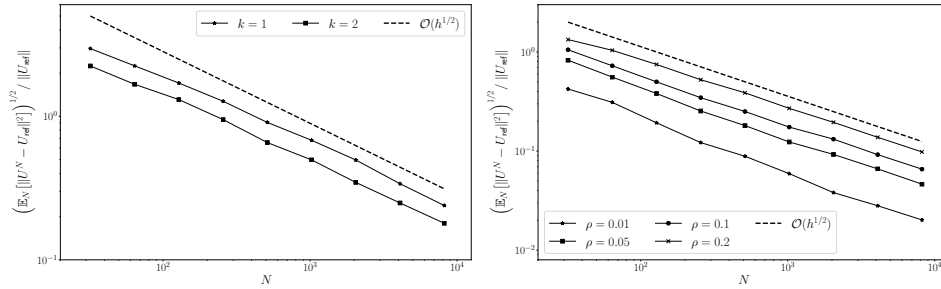 (𝔼_N[||U^N − U_ref||²])^{1/2} / ||U_ref||
10^0
10^{-1}
k = 1
k = 2
O(h^{1/2})
10^2
10^3
10^4
N
(𝔼_N[||U^N − U_ref||²])^{1/2} / ||U_ref||
10^0
10^{-1}
10^{-2}
ρ = 0.01
ρ = 0.05
ρ = 0.1
ρ = 0.2
O(h^{1/2})
10^2
10^3
10^4
N